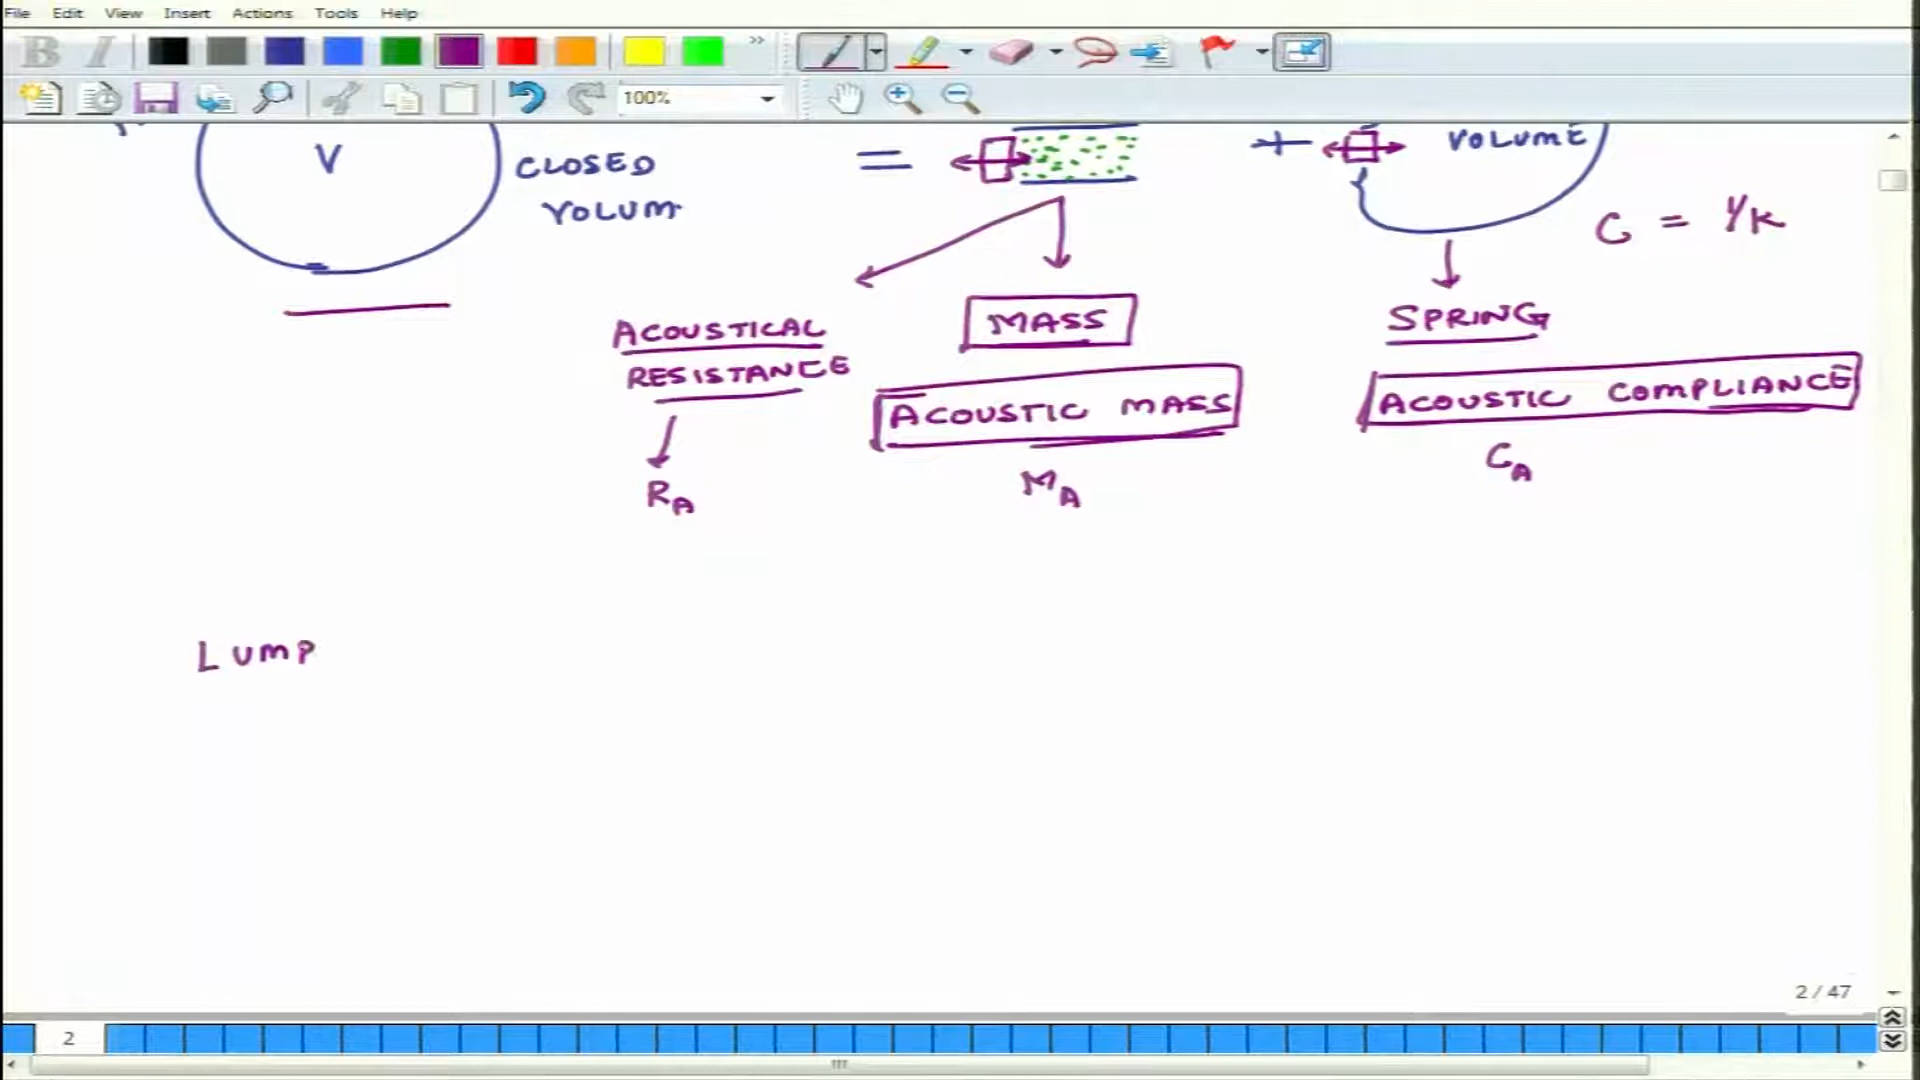 File Edit View Insert Actions Tools Help
B I
100%
V
CLOSED
VOLUM
=
+
VOLUME
C = 1/K
ACOUSTICAL
RESISTANCE
RA
MASS
ACOUSTIC MASS
MA
SPRING
ACOUSTIC COMPLIANCE
CA
LUMP
2 / 47
2